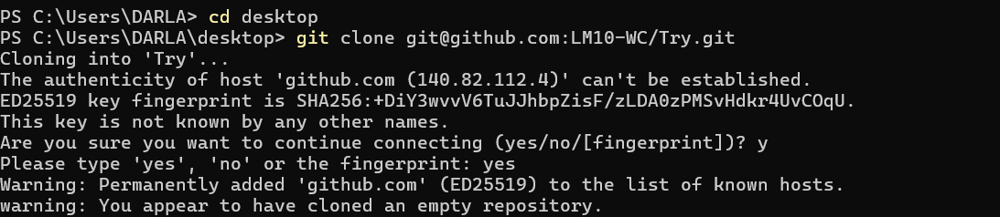 PS C:\Users\DARLA> cd desktop
PS C:\Users\DARLA\desktop> git clone git@github.com:LM10-WC/Try.git
Cloning into 'Try'...
The authenticity of host 'github.com (140.82.112.4)' can't be established.
ED25519 key fingerprint is SHA256:+DiY3wvvV6TuJJhbpZisF/zLDA0zPMSvHdkr4UvCOqU.
This key is not known by any other names.
Are you sure you want to continue connecting (yes/no/[fingerprint])? y
Please type 'yes', 'no' or the fingerprint: yes
Warning: Permanently added 'github.com' (ED25519) to the list of known hosts.
warning: You appear to have cloned an empty repository.